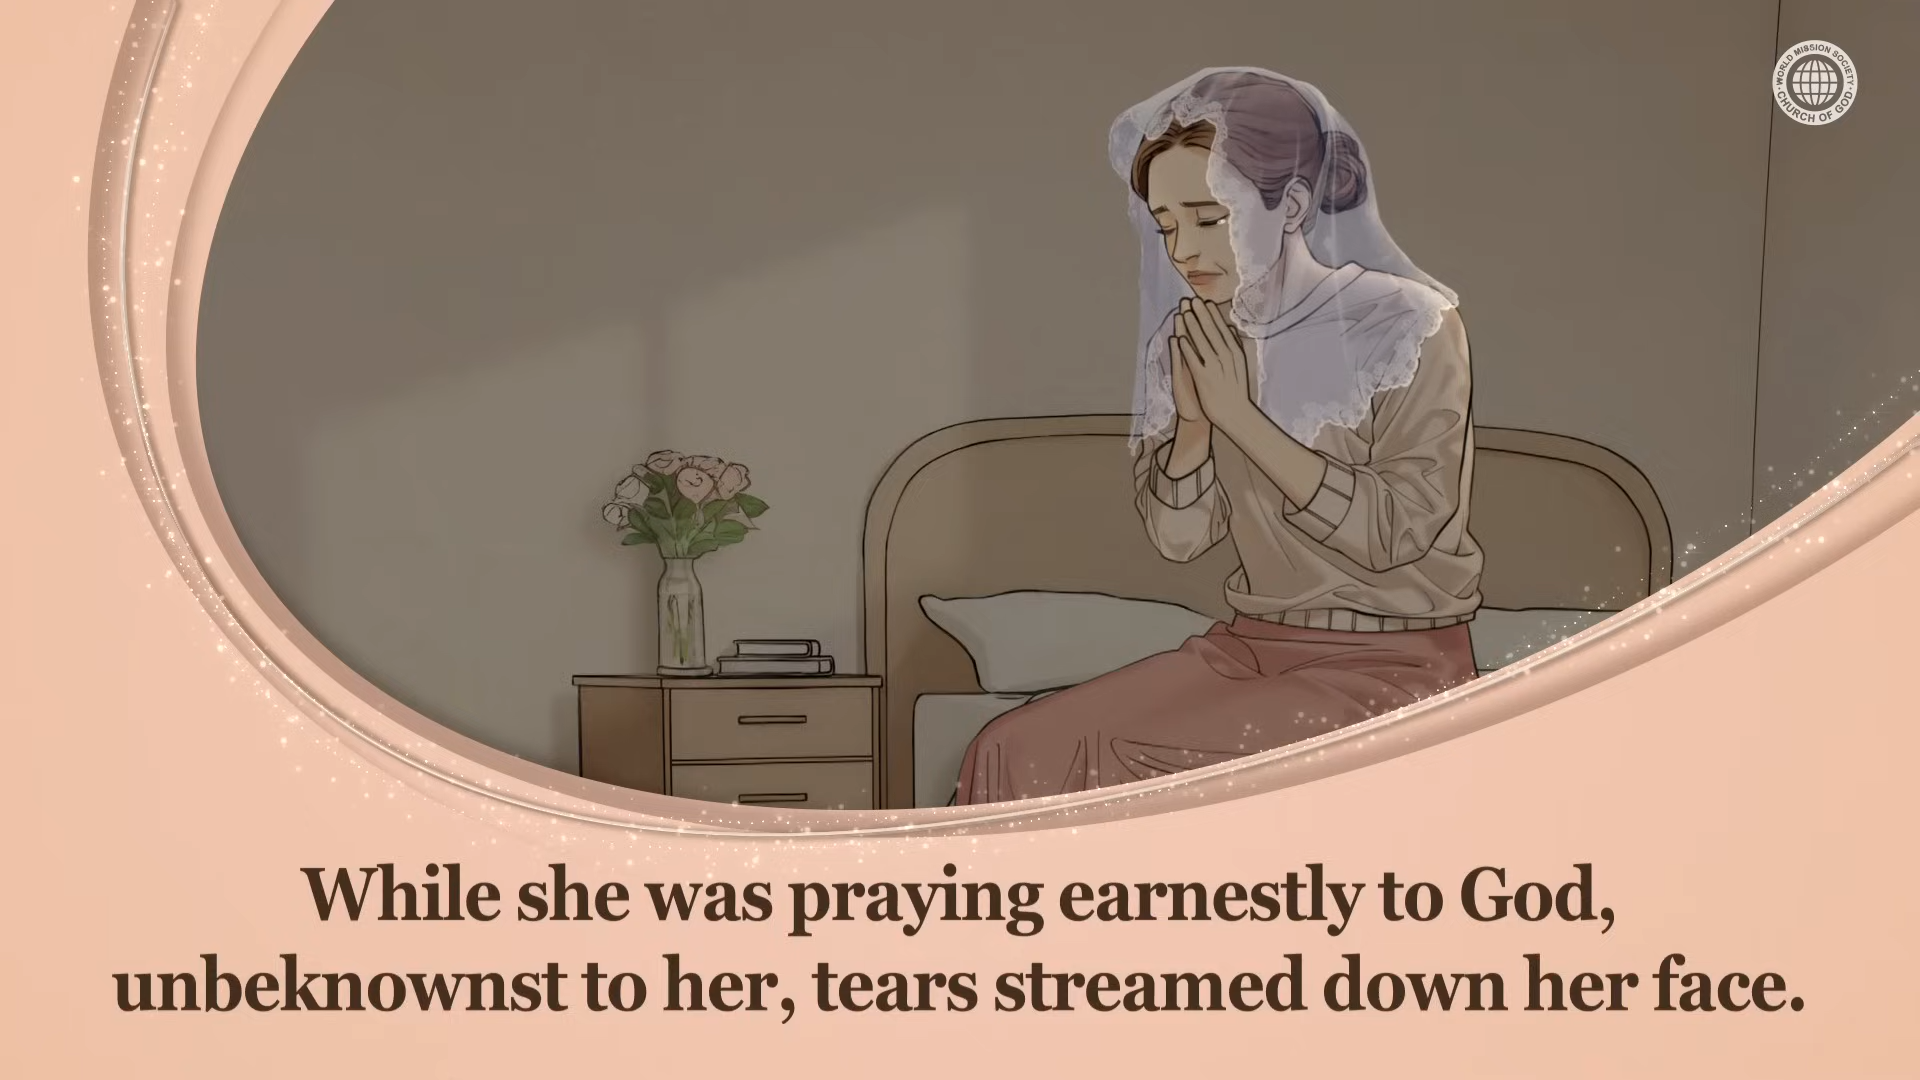 WORLD MISSION SOCIETY
CHURCH OF GOD
While she was praying earnestly to God,
unbeknownst to her, tears streamed down her face.